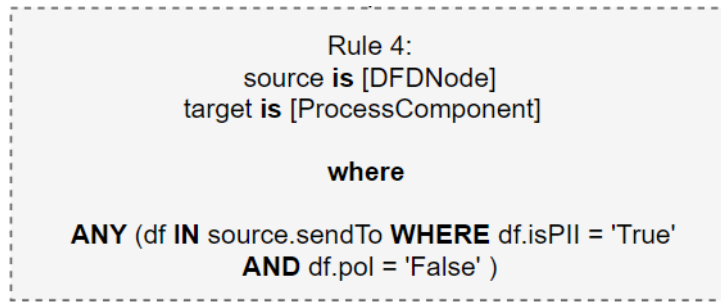 Rule 4:
source is [DFDNode]
target is [ProcessComponent]
where
ANY (df IN source.sendTo WHERE df.isPII = 'True'
AND df.pol = 'False' )